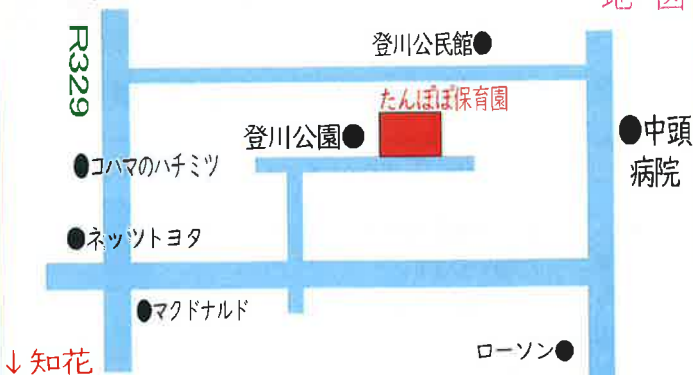 地図
登川公民館
R329
たんぽぽ保育園
登川公園
中頭
病院
コハマのハチミツ
ネッツトヨタ
マクドナルド
ローソン
↓知花